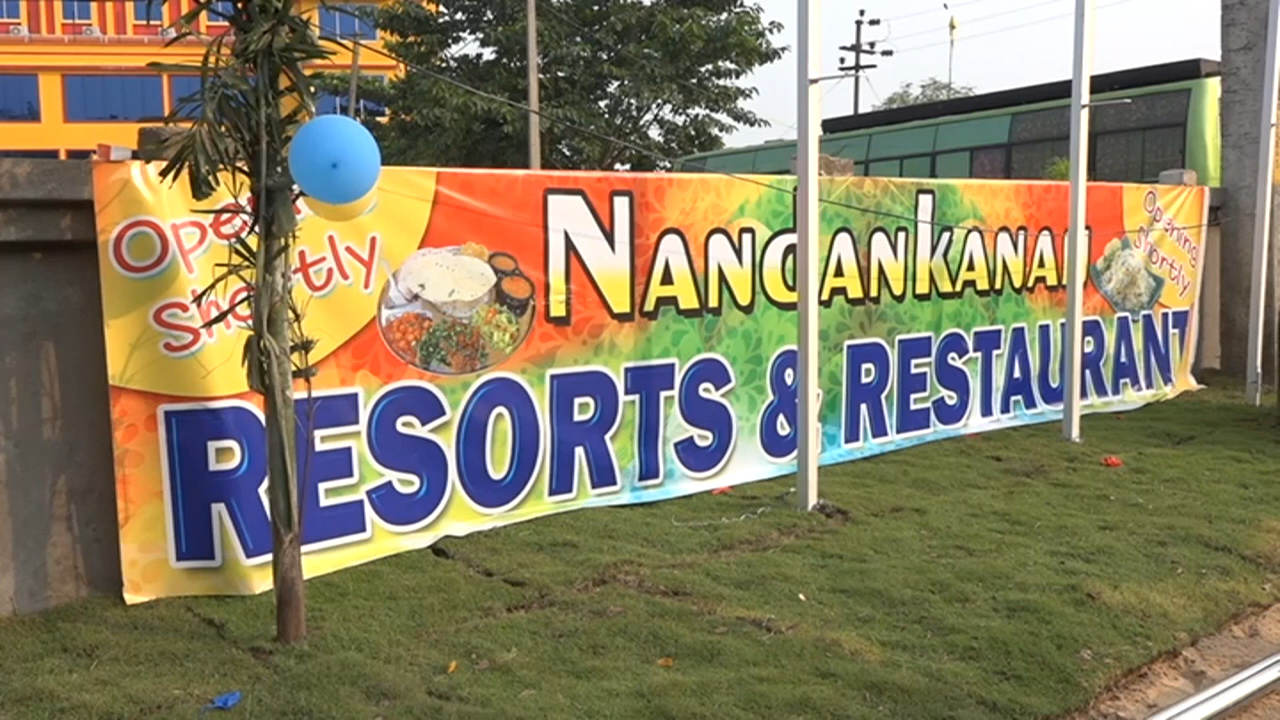 Opening
Shortly
NANDANKANAN
RESORTS & RESTAURANT
Opening
Shortly